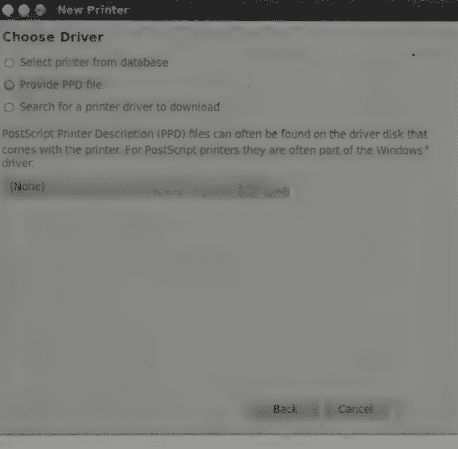 New Printer
Choose Driver
Select printer from database
Provide PPD file
Search for a printer driver to download
PostScript Printer Description (PPD) files can often be found on the driver disk that
comes with the printer. For PostScript printers they are often part of the Windows®
driver.
(None)
Back Cancel